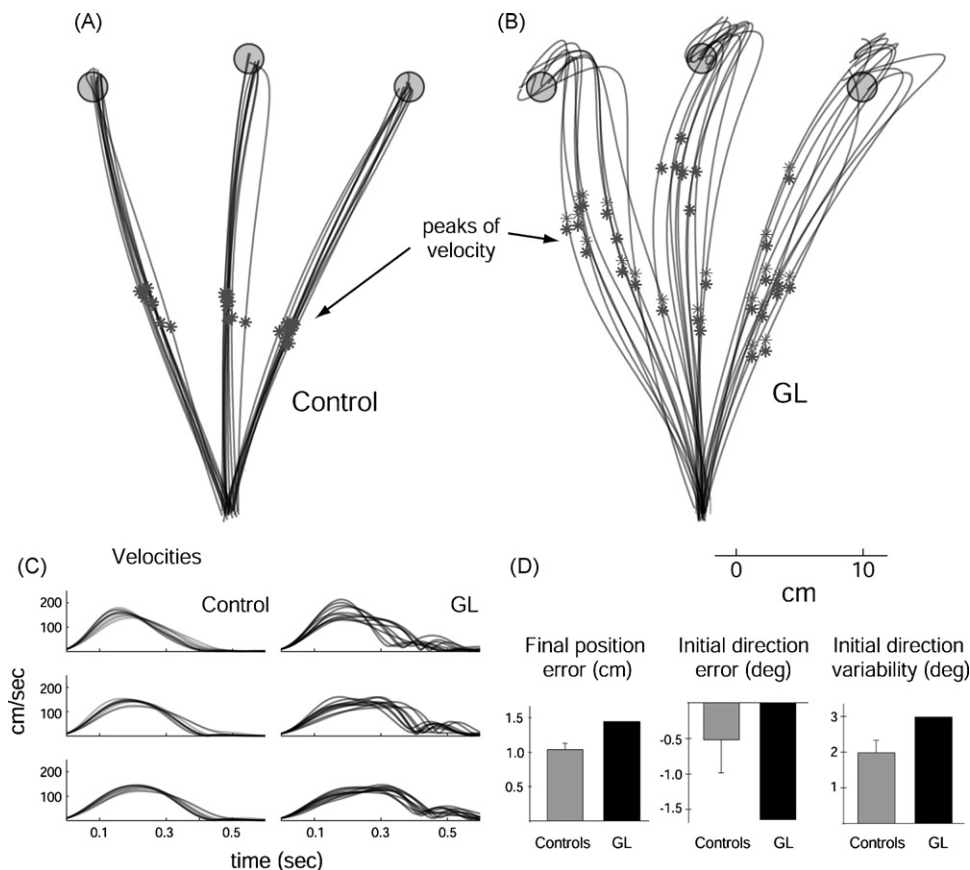 (A)
(B)
peaks of
velocity
Control
GL
0 10
cm
(C)
Velocities
Control
GL
200
100
200
100
200
100
cm/sec
0.1 0.3 0.5 0.1 0.3 0.5
time (sec)
(D)
Final position
error (cm)
1.5
1.0
0.5
Controls GL
Initial direction
error (deg)
-0.5
-1.0
-1.5
Controls GL
Initial direction
variability (deg)
3
2
1
Controls GL